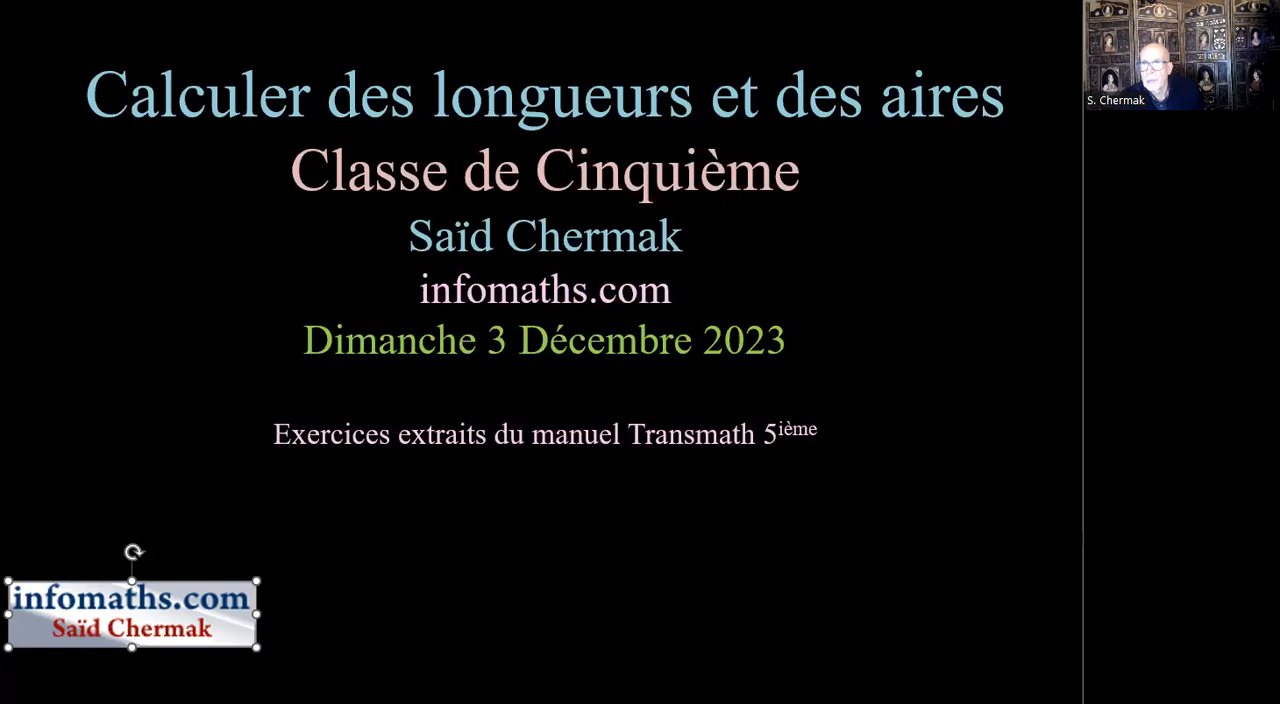 Calculer des longueurs et des aires
Classe de Cinquième
Saïd Chermak
infomaths.com
Dimanche 3 Décembre 2023
Exercices extraits du manuel Transmath 5ième
infomaths.com
Saïd Chermak
S. Chermak